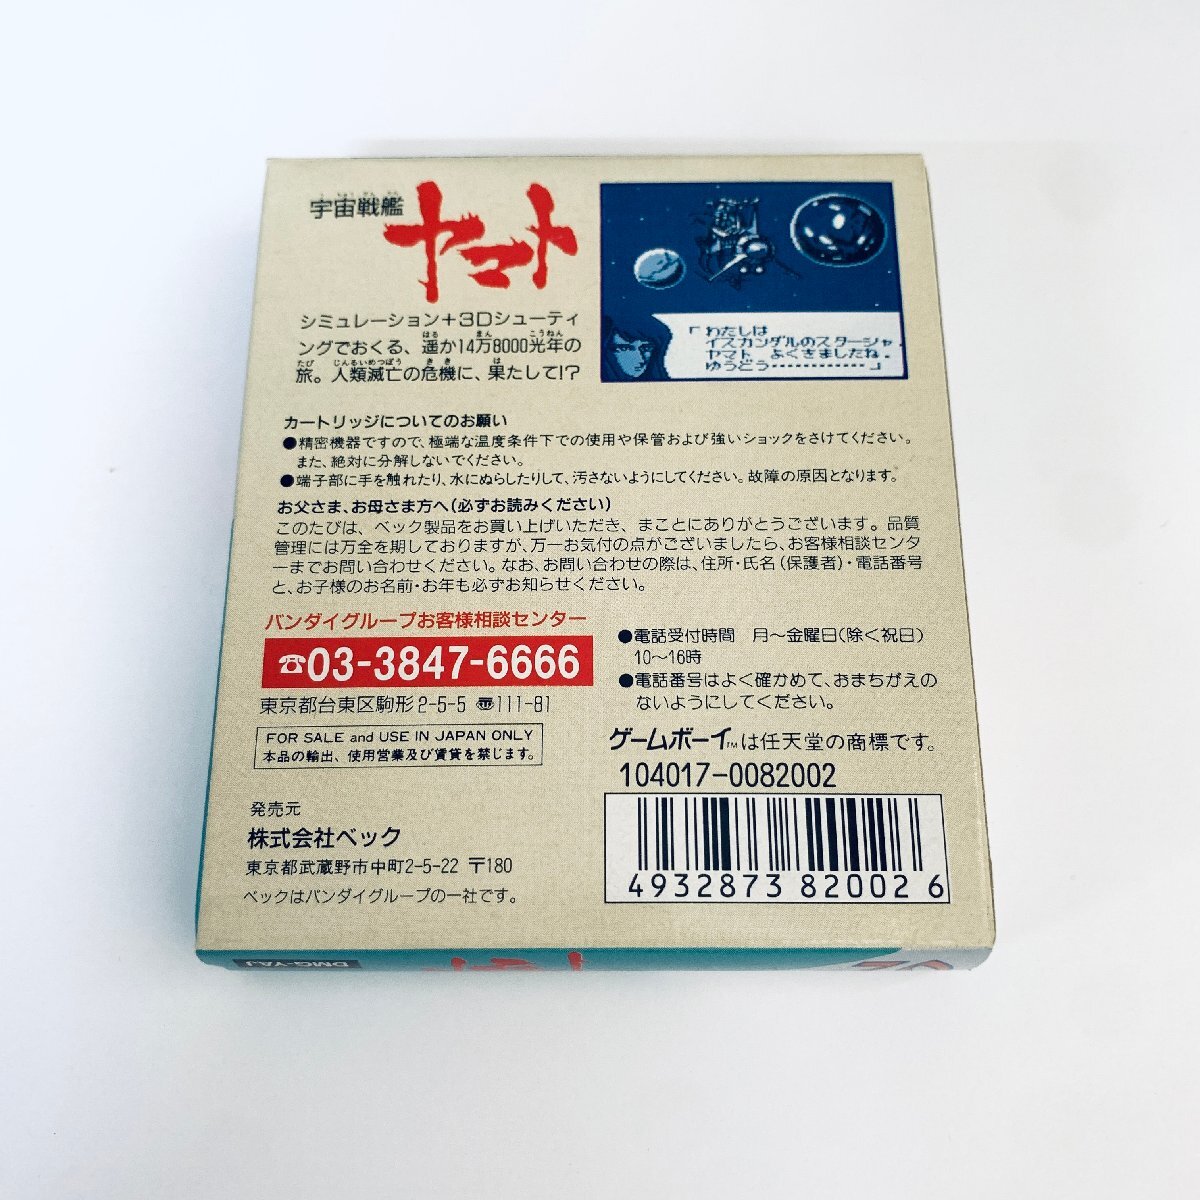 宇宙戦艦
ヤマト
シミュレーション+3Dシューティ
ングでおくる、遥か14万8000光年の
旅。人類滅亡の危機に、果たして!?
「わたしは
イスカンダルのスターシャ.
ヤマト よくきましたね.
ゆうどう…………」
カートリッジについてのお願い
●精密機器ですので、極端な温度条件下での使用や保管および強いショックをさけてください。
また、絶対に分解しないでください。
●端子部に手を触れたり、水にぬらしたりして、汚さないようにしてください。故障の原因となります。
お父さま、お母さま方へ(必ずお読みください)
このたびは、ベック製品をお買い上げいただき、まことにありがとうございます。品質
管理には万全を期しておりますが、万一お気付の点がございましたら、お客様相談センタ
ーまでお問い合わせください。なお、お問い合わせの際は、住所・氏名(保護者)・電話番号
と、お子様のお名前・お年も必ずお知らせください。
バンダイグループお客様相談センター
☎03-3847-6666
東京都台東区駒形2-5-5 〠111-81
●電話受付時間 月〜金曜日(除く祝日)
10〜16時
●電話番号はよく確かめて、おまちがえの
ないようにしてください。
FOR SALE and USE IN JAPAN ONLY
本品の輸出、使用営業及び賃貸を禁じます。
ゲームボーイ™は任天堂の商標です。
104017-0082002
発売元
株式会社ベック
東京都武蔵野市中町2-5-22 〒180
ベックはバンダイグループの一社です。
4932873820026
DMG-YAJ